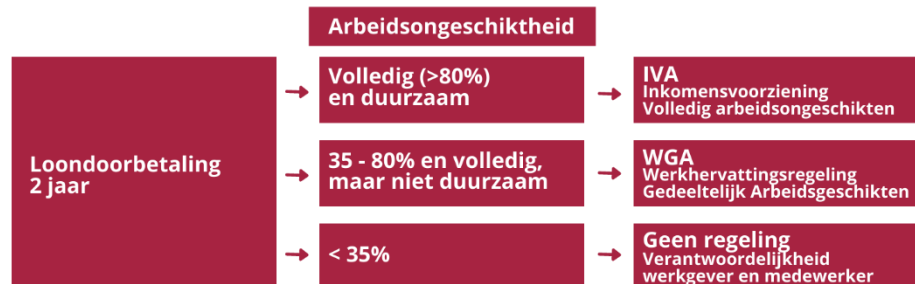 Arbeidsongeschiktheid
Loondoorbetaling
2 jaar
Volledig (>80%)
en duurzaam
IVA
Inkomensvoorziening
Volledig arbeidsongeschikten
35 - 80% en volledig,
maar niet duurzaam
WGA
Werkhervattingsregeling
Gedeeltelijk Arbeidsgeschikten
< 35%
Geen regeling
Verantwoordelijkheid
werkgever en medewerker